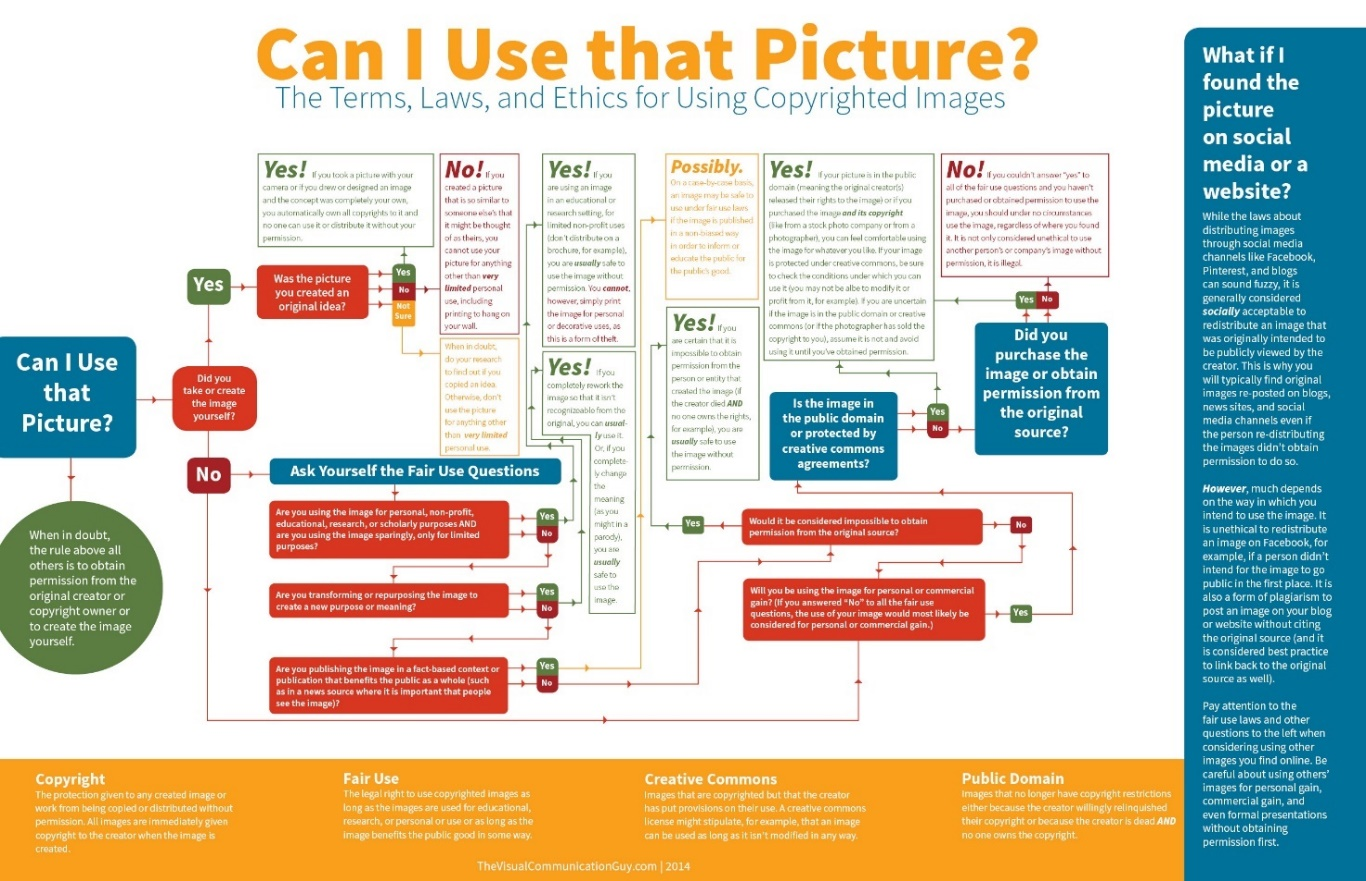 Can I Use that Picture?
The Terms, Laws, and Ethics for Using Copyrighted Images
Can I Use
that
Picture?
When in doubt,
the rule above all
others is to obtain
permission from the
original creator or
copyright owner or
to create the image
yourself.
Did you
take or create
the image
yourself?
Yes
Was the picture
you created an
original idea?
Yes
No
Not
Sure
Yes! If you took a picture with your
camera or if you drew or designed an image
and the concept was completely your own,
you automatically own all copyrights to it and
no one can use it or distribute it without your
permission.
No! If you
created a picture
that is so similar to
someone else's that
it might be thought
of as theirs, you
cannot use your
picture for anything
other than very
limited personal
use, including
printing to hang on
your wall.
When in doubt,
do your research
to find out if you
copied an idea.
Otherwise, don't
use the picture
for anything other
than very limited
personal use.
No
Ask Yourself the Fair Use Questions
Are you using the image for personal, non-profit,
educational, research, or scholarly purposes AND
are you using the image sparingly, only for limited
purposes?
Yes
No
Are you transforming or repurposing the image to
create a new purpose or meaning?
Yes
No
Are you publishing the image in a fact-based context or
publication that benefits the public as a whole (such
as in a news source where it is important that people
see the image)?
Yes
No
Yes! If you
are using an image
in an educational or
research setting, for
limited non-profit uses
(don't distribute on a
brochure, for example),
you are usually safe to
use the image without
permission. You cannot,
however, simply print
the image for personal
or decorative uses, as
this is a form of theft.
Yes! If you
completely rework the
image so that it isn't
recognizable from the
original, you can usual-
ly use it.
Or, if you
complete-
ly change
the
meaning
(as you
might in a
parody),
you are
usually
safe to
use the
image.
Possibly.
On a case-by-case basis,
an image may be safe to
use under fair use laws
if the image is published
in a non-biased way
in order to inform or
educate the public for
the public's good.
Yes! If you
are certain that it is
impossible to obtain
permission from the
person or entity that
created the image (if
the creator died AND
no one owns the rights,
for example), you are
usually safe to use
the image without
permission.
Yes
Would it be considered impossible to obtain
permission from the original source?
No
Will you be using the image for personal or commercial
gain? (If you answered "No" to all the fair use
questions, the use of your image would most likely be
considered for personal or commercial gain.)
Yes
Is the image in
the public domain
or protected by
creative commons
agreements?
Yes
No
Yes! If your picture is in the public
domain (meaning the original creator(s)
released their rights to the image) or if you
purchased the image and its copyright
(like from a stock photo company or from a
photographer), you can feel comfortable using
the image for whatever you like. If your image
is protected under creative commons, be sure
to check the conditions under which you can
use it (you may not be albe to modify it or
profit from it, for example). If you are uncertain
if the image is in the public domain or creative
commons (or if the photographer has sold the
copyright to you), assume it is not and avoid
using it until you've obtained permission.
Did you
purchase the
image or obtain
permission from
the original
source?
Yes
No
No! If you couldn't answer "yes" to
all of the fair use questions and you haven't
purchased or obtained permission to use the
image, you should under no circumstances
use the image, regardless of where you found
it. It is not only considered unethical to use
another person's or company's image without
permission, it is illegal.
What if I
found the
picture
on social
media or a
website?
While the laws about
distributing images
through social media
channels like Facebook,
Pinterest, and blogs
can sound fuzzy, it is
generally considered
socially acceptable to
redistribute an image that
was originally intended to
be publicly viewed by the
creator. This is why you
will typically find original
images re-posted on blogs,
news sites, and social
media channels even if
the person re-distributing
the images didn't obtain
permission to do so.
However, much depends
on the way in which you
intend to use the image. It
is unethical to redistribute
an image on Facebook, for
example, if a person didn't
intend for the image to go
public in the first place. It is
also a form of plagiarism to
post an image on your blog
or website without citing
the original source (and it
is considered best practice
to link back to the original
source as well).
Pay attention to the
fair use laws and other
questions to the left when
considering using other
images you find online. Be
careful about using others'
images for personal gain,
commercial gain, and
even formal presentations
without obtaining
permission first.
Copyright
The protection given to any created image or
work from being copied or distributed without
permission. All images are immediately given
copyright to the creator when the image is
created.
Fair Use
The legal right to use copyrighted images as
long as the images are used for educational,
research, or personal or use or as long as the
image benefits the public good in some way.
Creative Commons
Images that are copyrighted but that the creator
has put provisions on their use. A creative commons
license might stipulate, for example, that an image
can be used as long as it isn't modified in any way.
Public Domain
Images that no longer have copyright restrictions
either because the creator willingly relinquished
their copyright or because the creator is dead AND
no one owns the copyright.
TheVisualCommunicationGuy.com | 2014